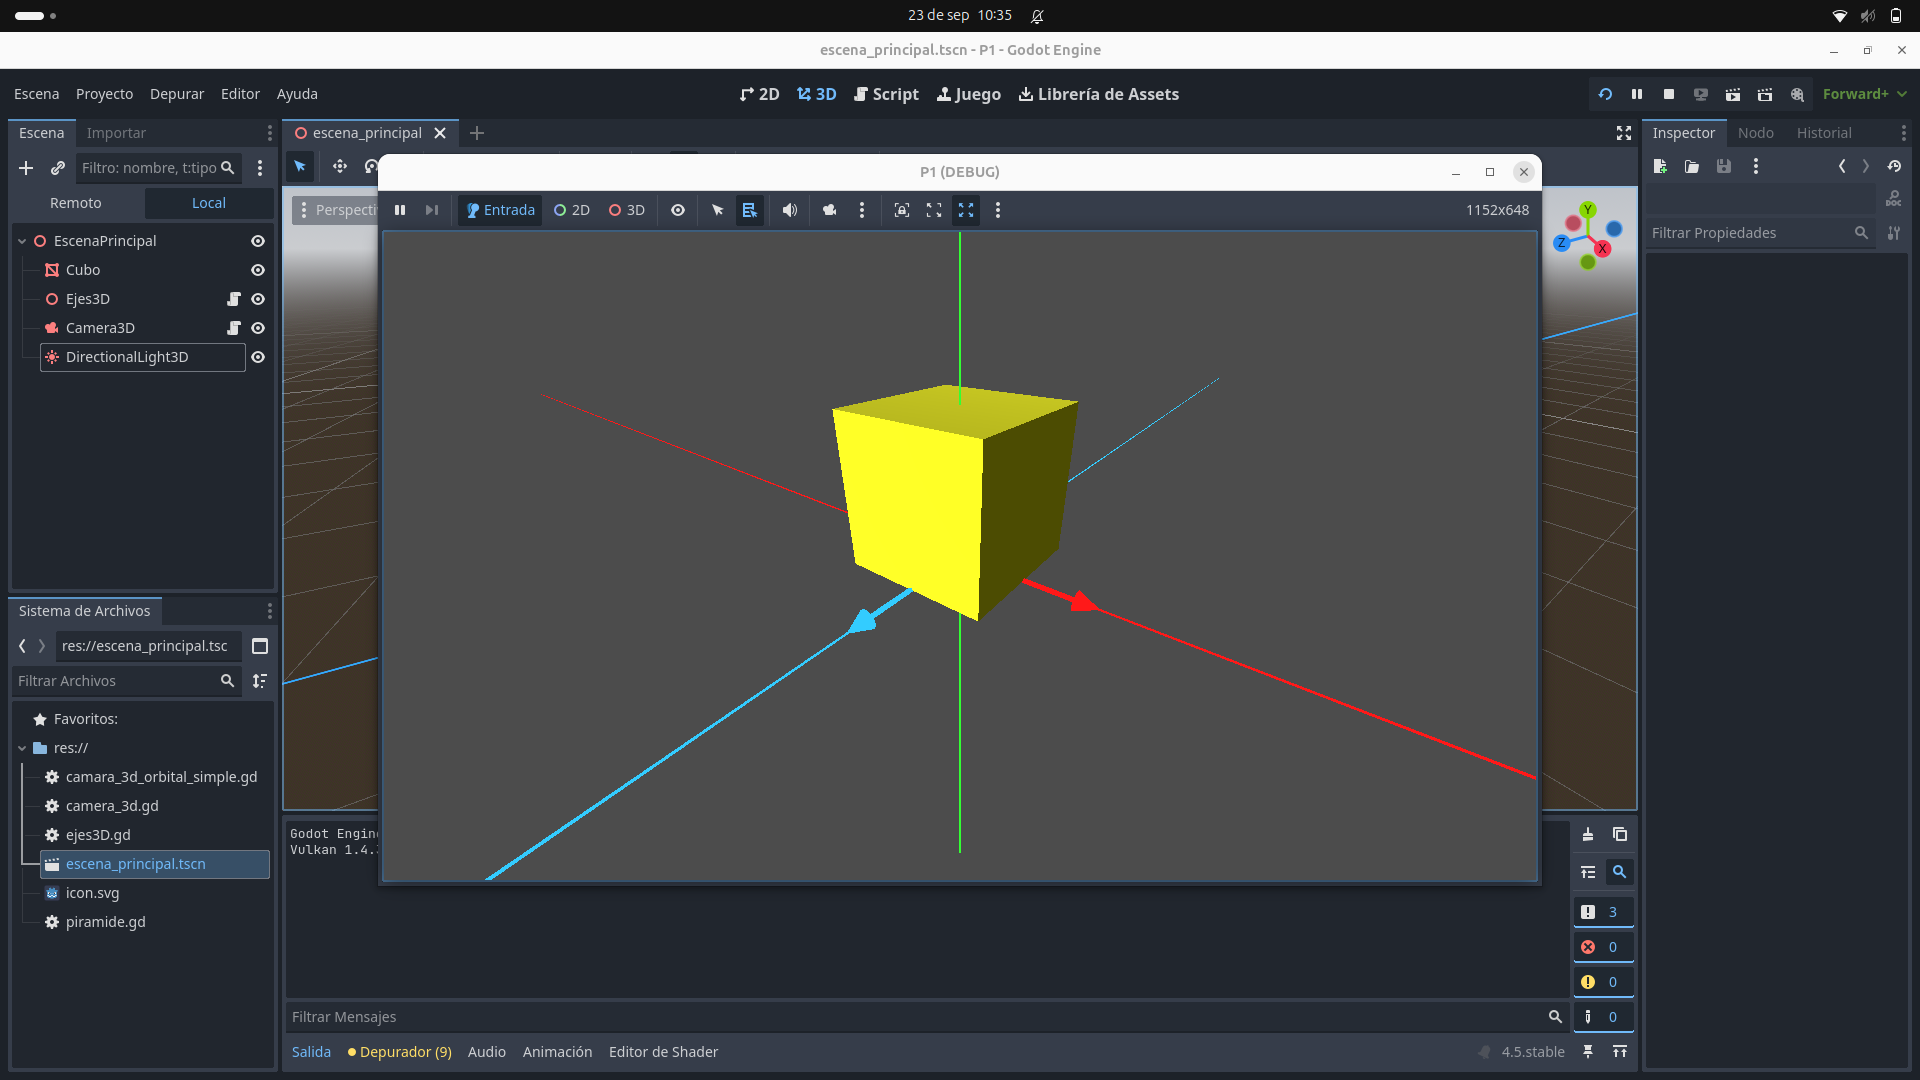 23 de sep 10:35
escena_principal.tscn - P1 - Godot Engine
Escena Proyecto Depurar Editor Ayuda
2D 3D Script Juego Librería de Assets
Forward+
Escena Importar
escena_principal
Inspector Nodo Historial
Filtro: nombre, t:tipo
Remoto Local
EscenaPrincipal
Cubo
Ejes3D
Camera3D
DirectionalLight3D
Perspecti
P1 (DEBUG)
Entrada 2D 3D
1152x648
Y
Z
X
DOC
Filtrar Propiedades
Sistema de Archivos
res://escena_principal.tsc
Filtrar Archivos
Favoritos:
res://
camara_3d_orbital_simple.gd
camera_3d.gd
ejes3D.gd
escena_principal.tscn
icon.svg
piramide.gd
Godot Engin
Vulkan 1.4.
3
0
0
0
Filtrar Mensajes
Salida Depurador (9) Audio Animación Editor de Shader
4.5.stable